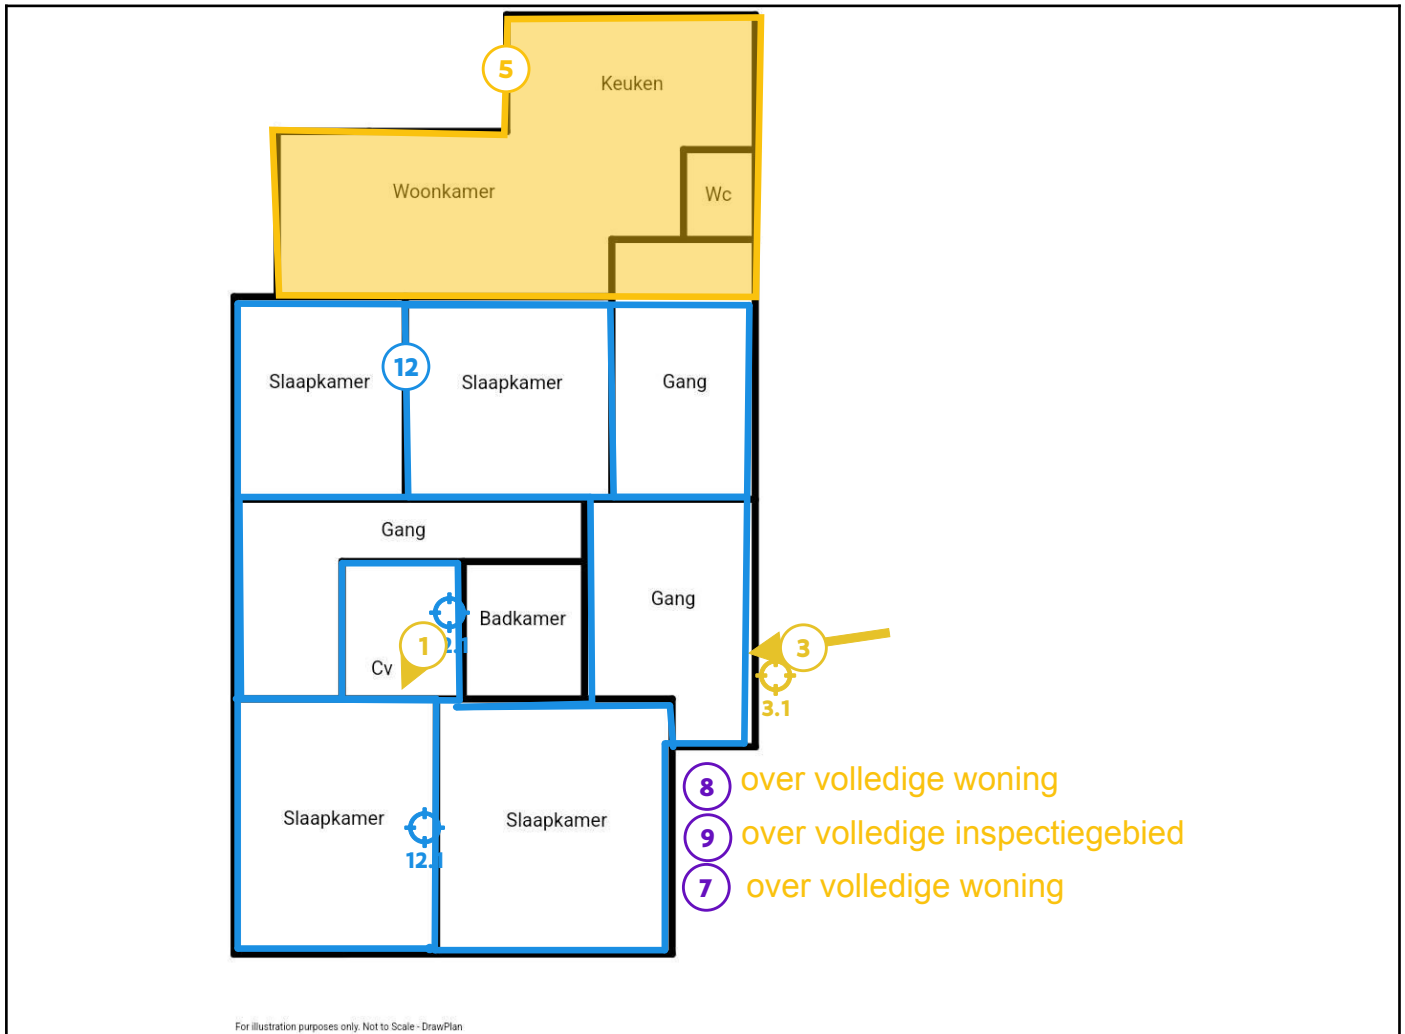 5
Keuken
Woonkamer
Wc
12
Slaapkamer
Slaapkamer
Gang
Gang
Gang
Badkamer
1
Cv
3
3.1
8 over volledige woning
9 over volledige inspectiegebied
7 over volledige woning
Slaapkamer
Slaapkamer
12.1
For illustration purposes only. Not to Scale - DrawPlan